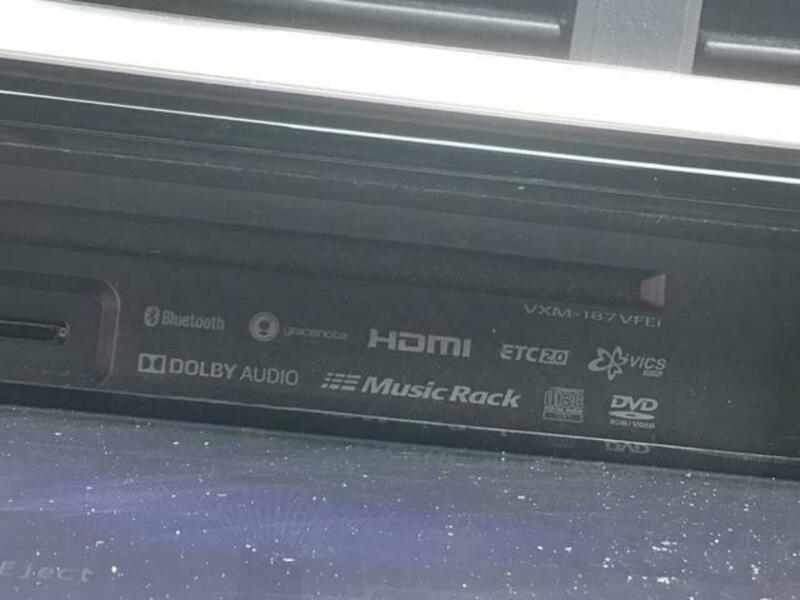 VXM-187VFEi
Bluetooth gracenote HDMI ETC2.0 VICS
DOLBY AUDIO Music Rack DVD
Eject